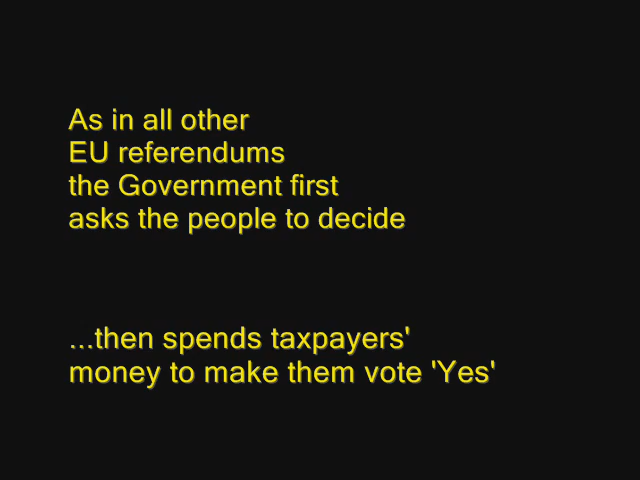 As in all other
EU referendums
the Government first
asks the people to decide
...then spends taxpayers'
money to make them vote 'Yes'